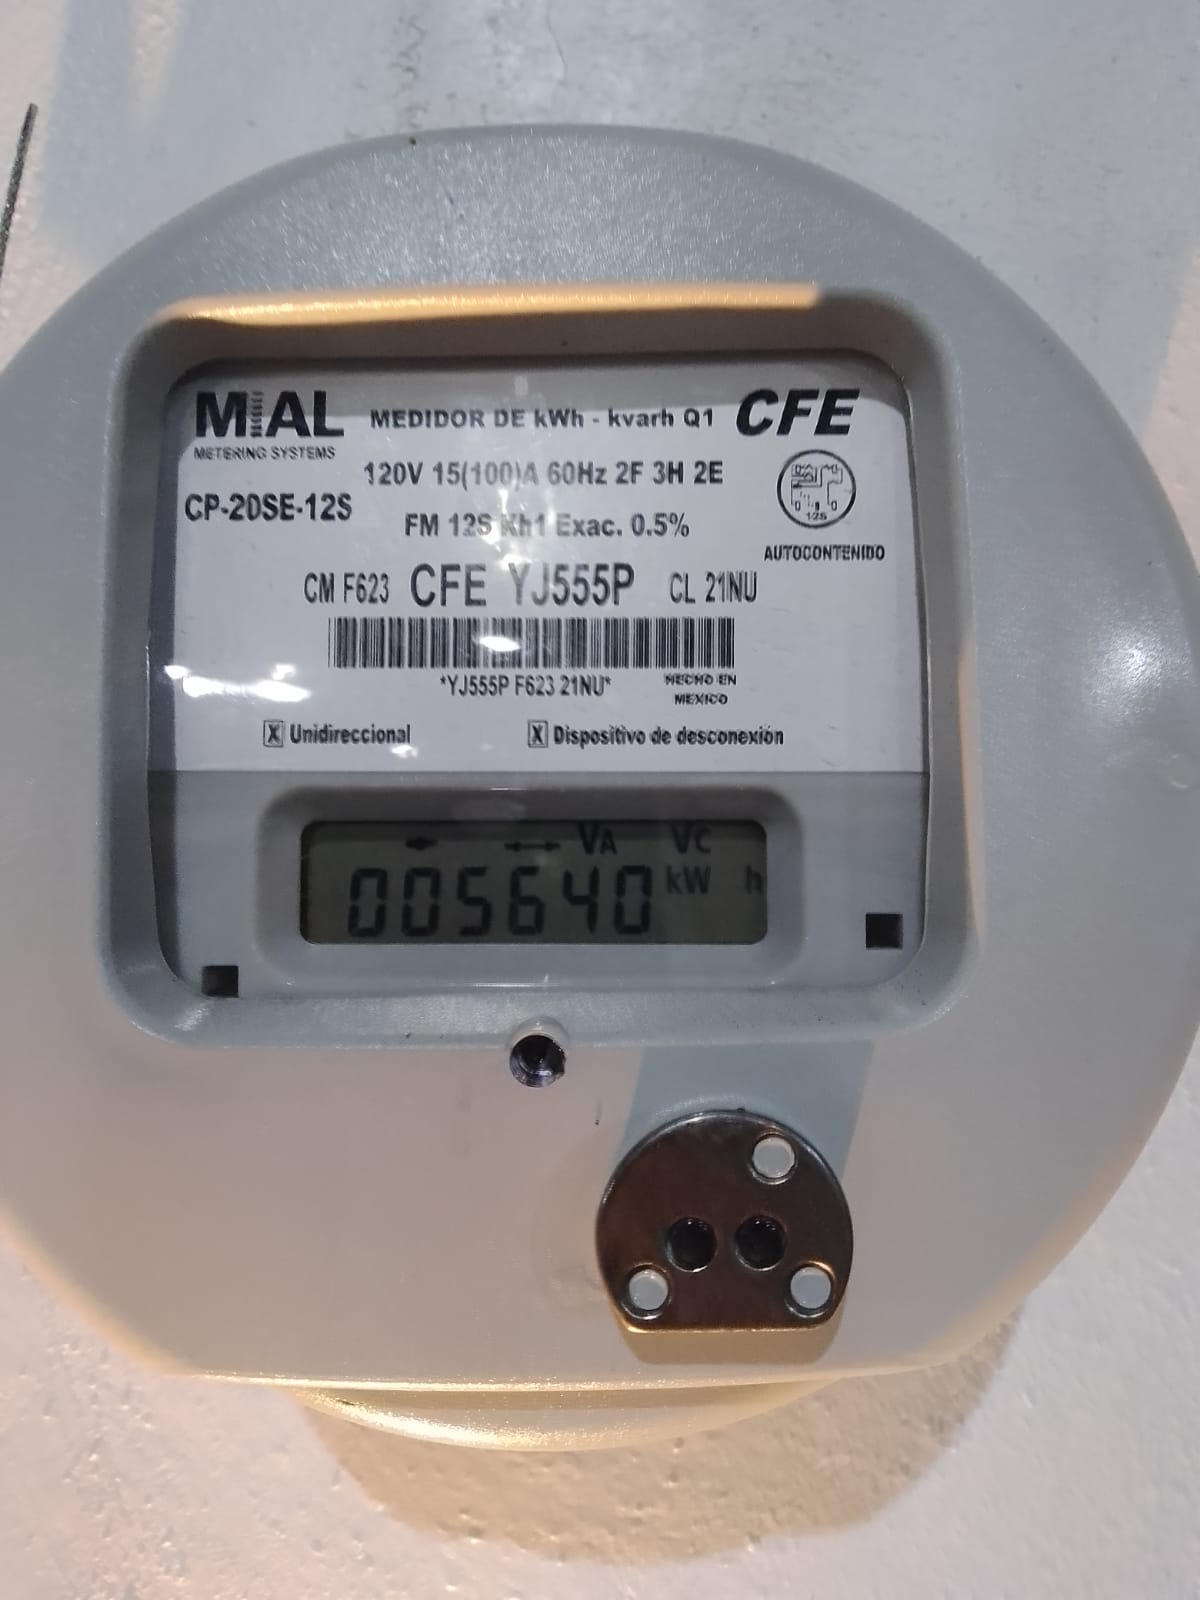 MIAL
METERING SYSTEMS
MEDIDOR DE kWh - kvarh Q1
CFE
120V 15(100)A 60Hz 2F 3H 2E
CP-20SE-12S
FM 12S Kh1 Exac. 0.5%
12S
AUTOCONTENIDO
CM F623 CFE YJ555P CL 21NU
*YJ555P F623 21NU*
HECHO EN
MEXICO
X Unidireccional
X Dispositivo de desconexión
VA VC
005640 kW h